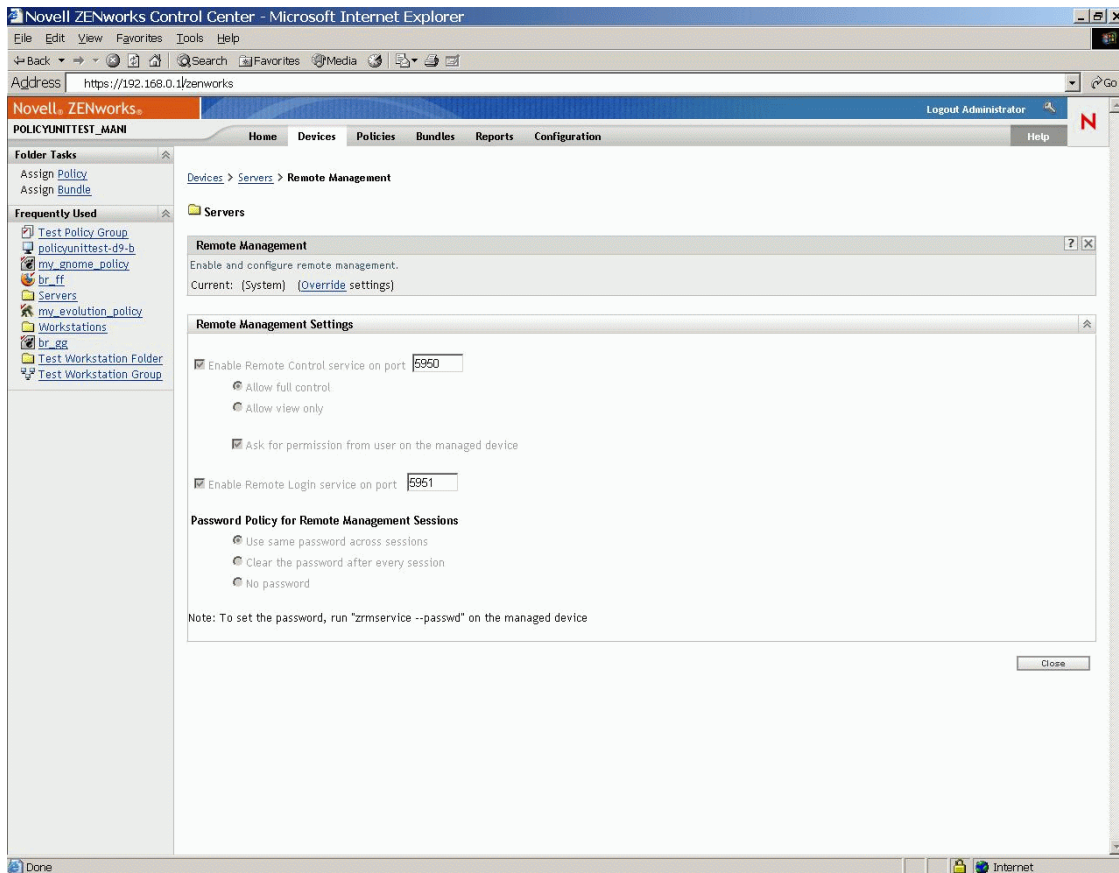 Novell ZENworks Control Center - Microsoft Internet Explorer
File Edit View Favorites Tools Help
Back Search Favorites Media
Address https://192.168.0.1/zenworks Go
Novell® ZENworks® Logout Administrator
POLICYUNITTEST_MANI Home Devices Policies Bundles Reports Configuration Help N
Folder Tasks
Assign Policy
Assign Bundle
Frequently Used
Test Policy Group
policyunittest-d9-b
my_gnome_policy
br_ff
Servers
my_evolution_policy
Workstations
br_gg
Test Workstation Folder
Test Workstation Group
Devices > Servers > Remote Management
Servers
Remote Management ?
Enable and configure remote management.
Current: (System) (Override settings)
Remote Management Settings
Enable Remote Control service on port 5950
Allow full control
Allow view only
Ask for permission from user on the managed device
Enable Remote Login service on port 5951
Password Policy for Remote Management Sessions
Use same password across sessions
Clear the password after every session
No password
Note: To set the password, run "zrmservice --passwd" on the managed device
Close
Done Internet